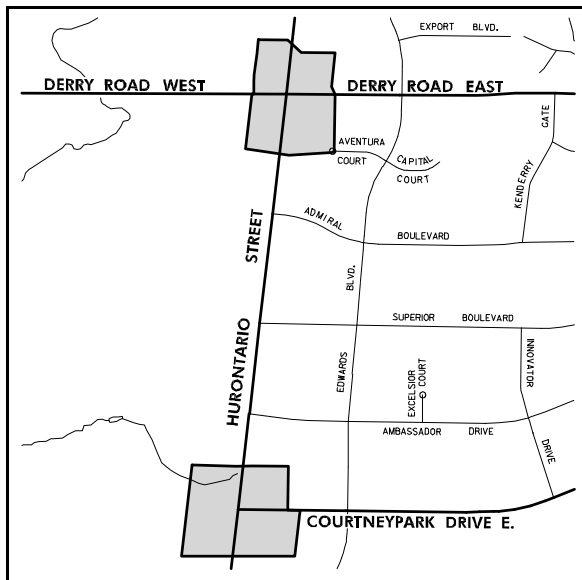 EXPORT BLVD.
DERRY ROAD WEST
DERRY ROAD EAST
GATE
KENDERRY
AVENTURA
COURT
CAPITAL
COURT
ADMIRAL
BOULEVARD
STREET
HURONTARIO
BLVD.
EDWARDS
SUPERIOR BOULEVARD
INNOVATOR
DRIVE
EXCELSIOR
COURT
AMBASSADOR DRIVE
COURTNEYPARK DRIVE E.